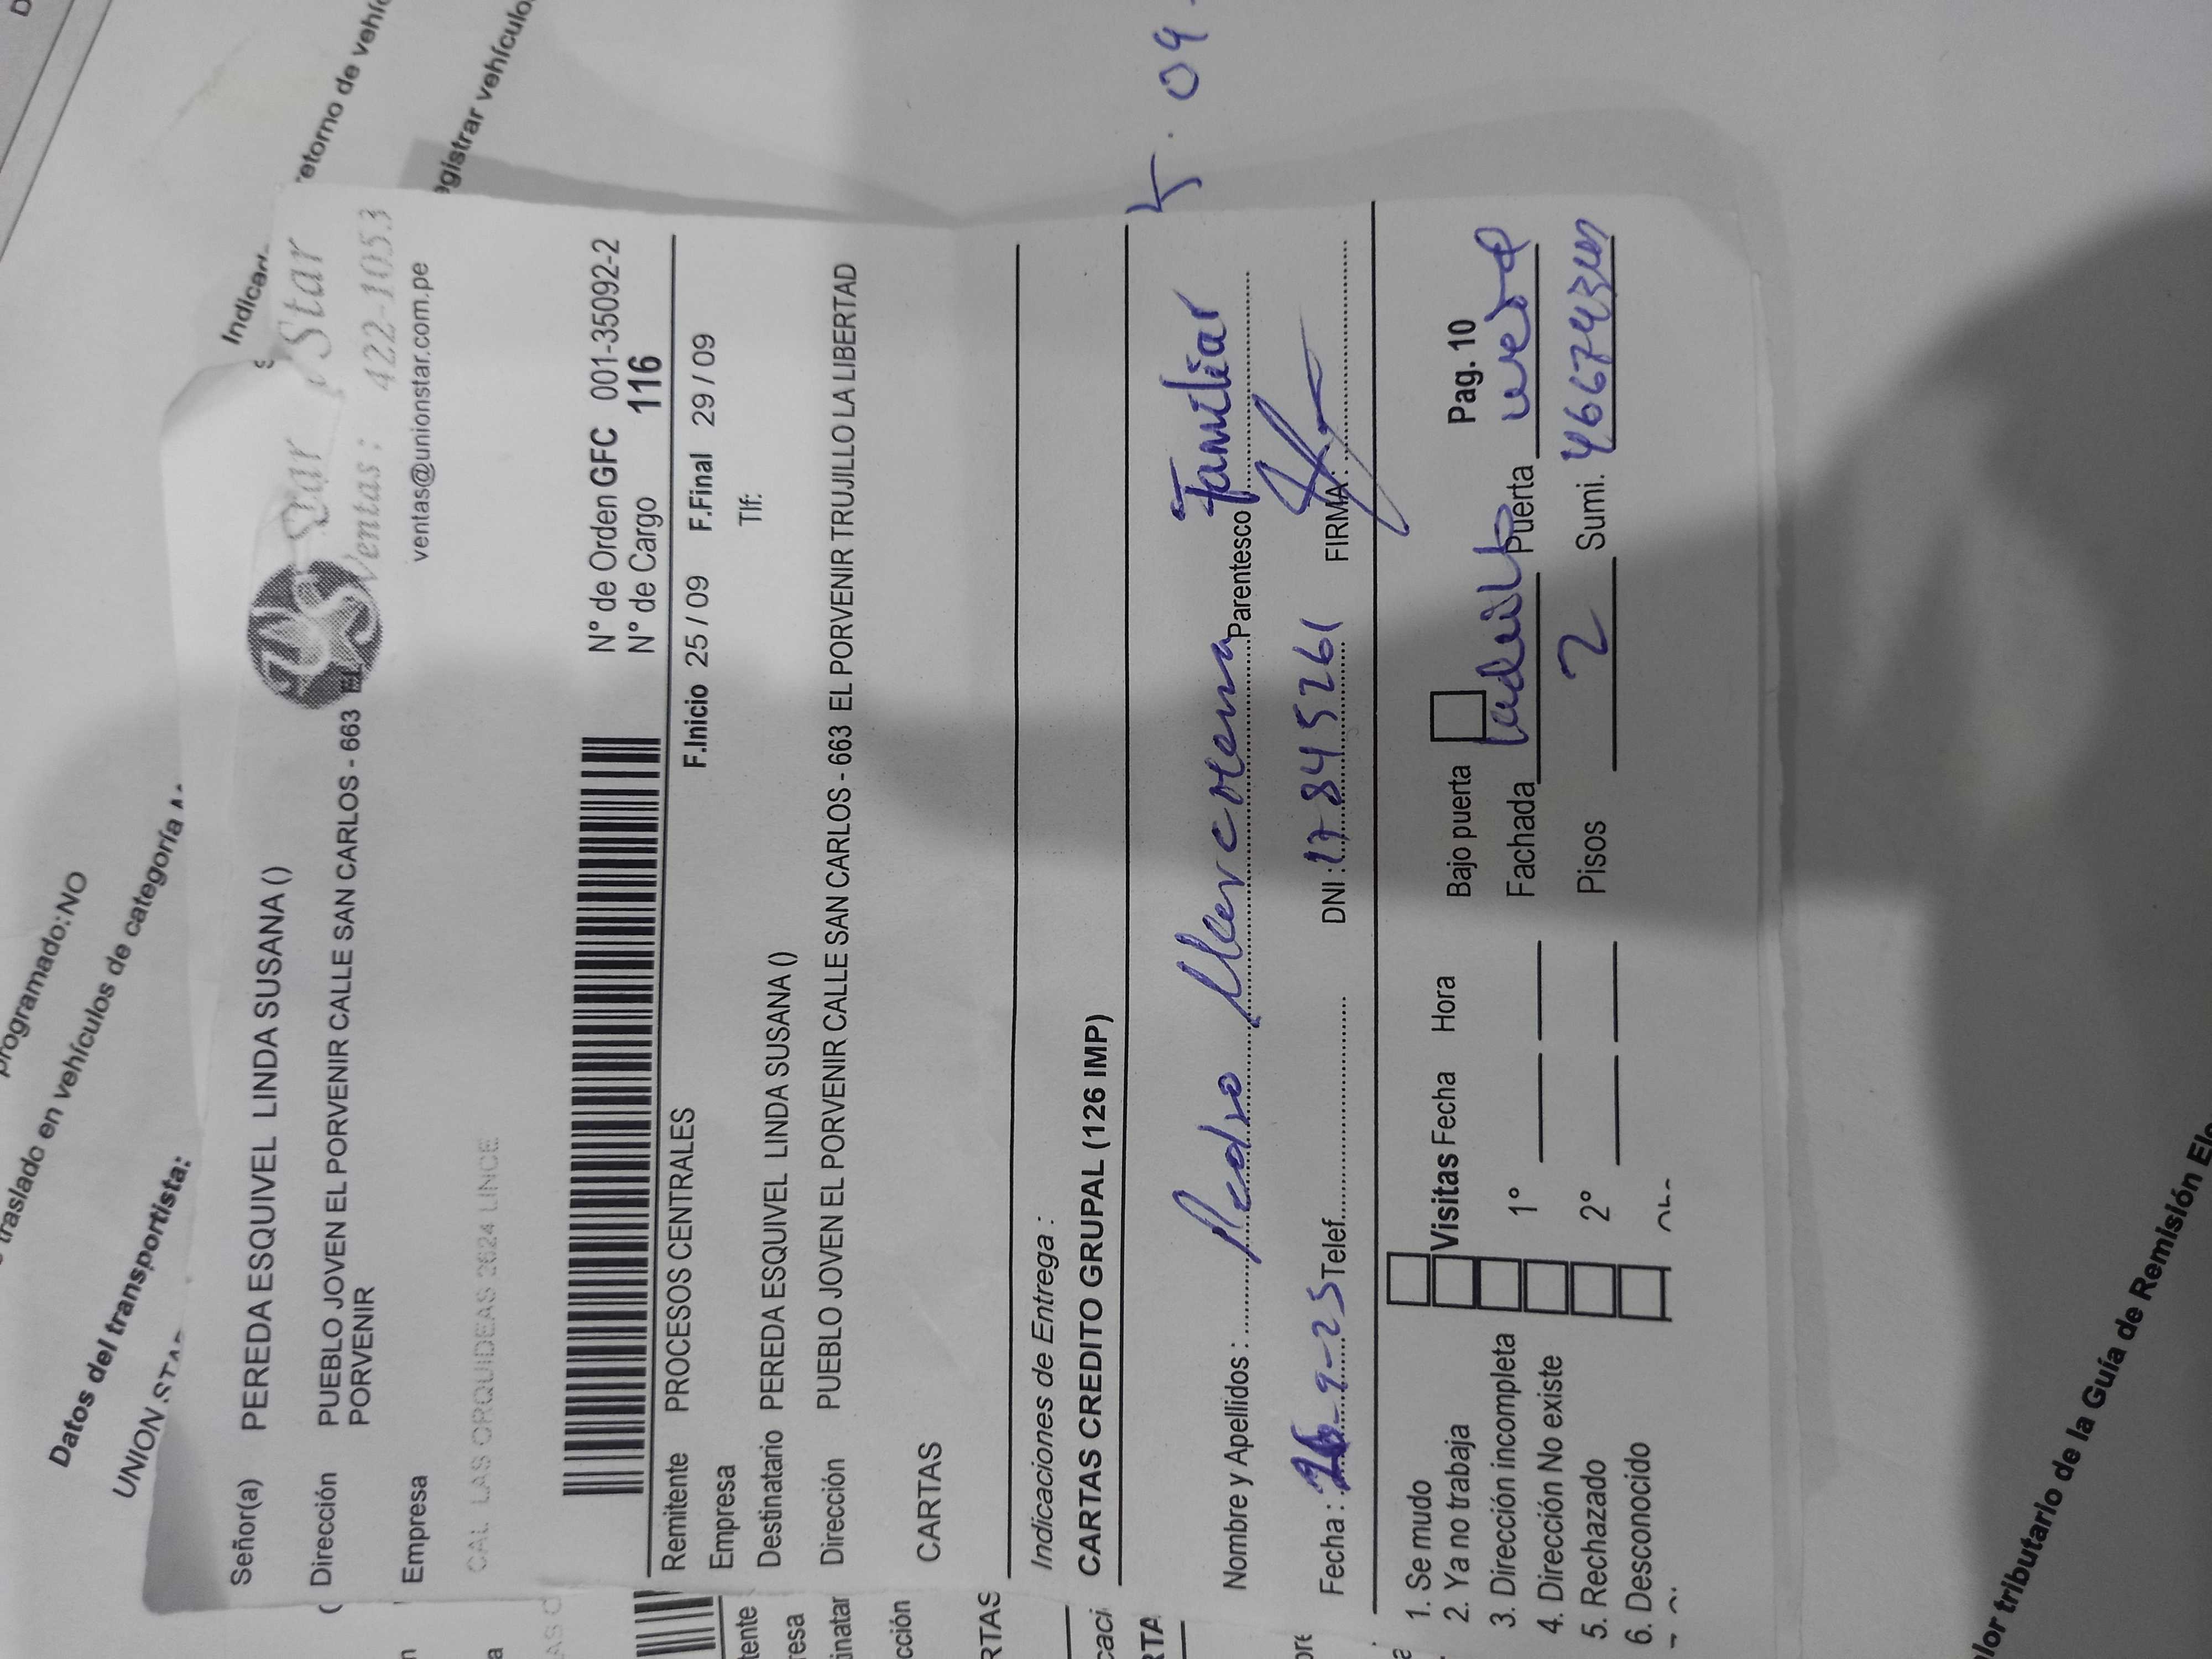 Datos del transportista:
programado:NO
traslado en vehículos de categoría
etorno de vehíc
egistrar vehículo
Indican
Señor(a) PEREDA ESQUIVEL LINDA SUSANA ()
Dirección PUEBLO JOVEN EL PORVENIR CALLE SAN CARLOS - 663 EL
PORVENIR
Empresa
CAL. LAS ORQUIDEAS 2624 LINCE
Star
Ventas: 422-1053
ventas@unionstar.com.pe
N° de Orden GFC 001-35092-2
N° de Cargo 116
Remitente PROCESOS CENTRALES
F.Inicio 25 / 09 F.Final 29 / 09
Empresa
Tlf:
Destinatario PEREDA ESQUIVEL LINDA SUSANA ()
Dirección PUEBLO JOVEN EL PORVENIR CALLE SAN CARLOS - 663 EL PORVENIR TRUJILLO LA LIBERTAD
CARTAS
Indicaciones de Entrega :
CARTAS CREDITO GRUPAL (126 IMP)
Nombre y Apellidos : Pedro Parentesco Familiar
Fecha : 26-9-25 Telef. DNI : 17845261 FIRMA:
1. Se mudo
2. Ya no trabaja
3. Dirección incompleta
4. Dirección No existe
5. Rechazado
6. Desconocido
Visitas Fecha Hora
1°
2°
Bajo puerta Pag. 10
Fachada Ladrillo Puerta verde
Pisos 2 Sumi.
valor tributario de la Guía de Remisión Ele